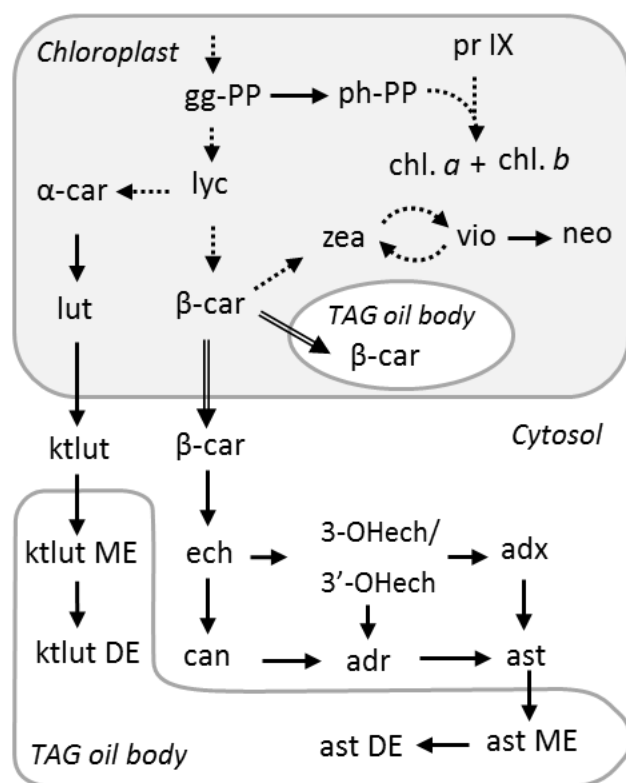 Chloroplast
pr IX
gg-PP
ph-PP
chl. a + chl. b
α-car
lyc
zea
vio
neo
lut
β-car
TAG oil body
β-car
ktlut
β-car
Cytosol
ktlut ME
ech
3-OHech/
3’-OHech
adx
ktlut DE
can
adr
ast
TAG oil body
ast DE
ast ME